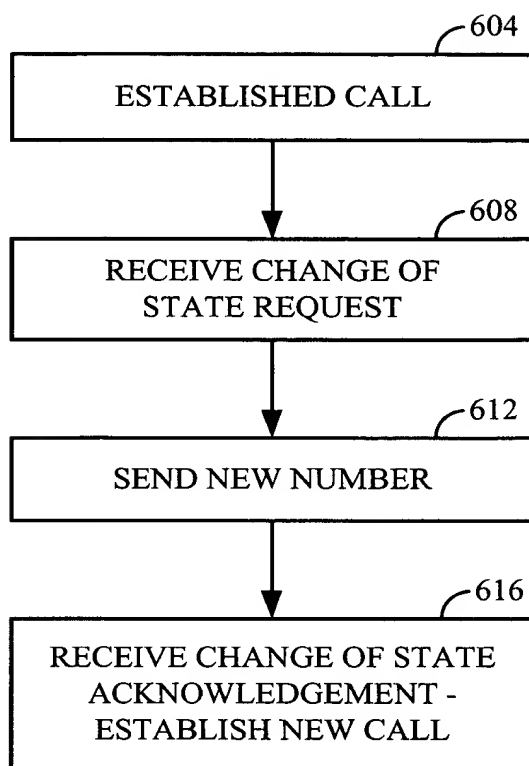 604
ESTABLISHED CALL
608
RECEIVE CHANGE OF
STATE REQUEST
612
SEND NEW NUMBER
616
RECEIVE CHANGE OF STATE
ACKNOWLEDGEMENT -
ESTABLISH NEW CALL